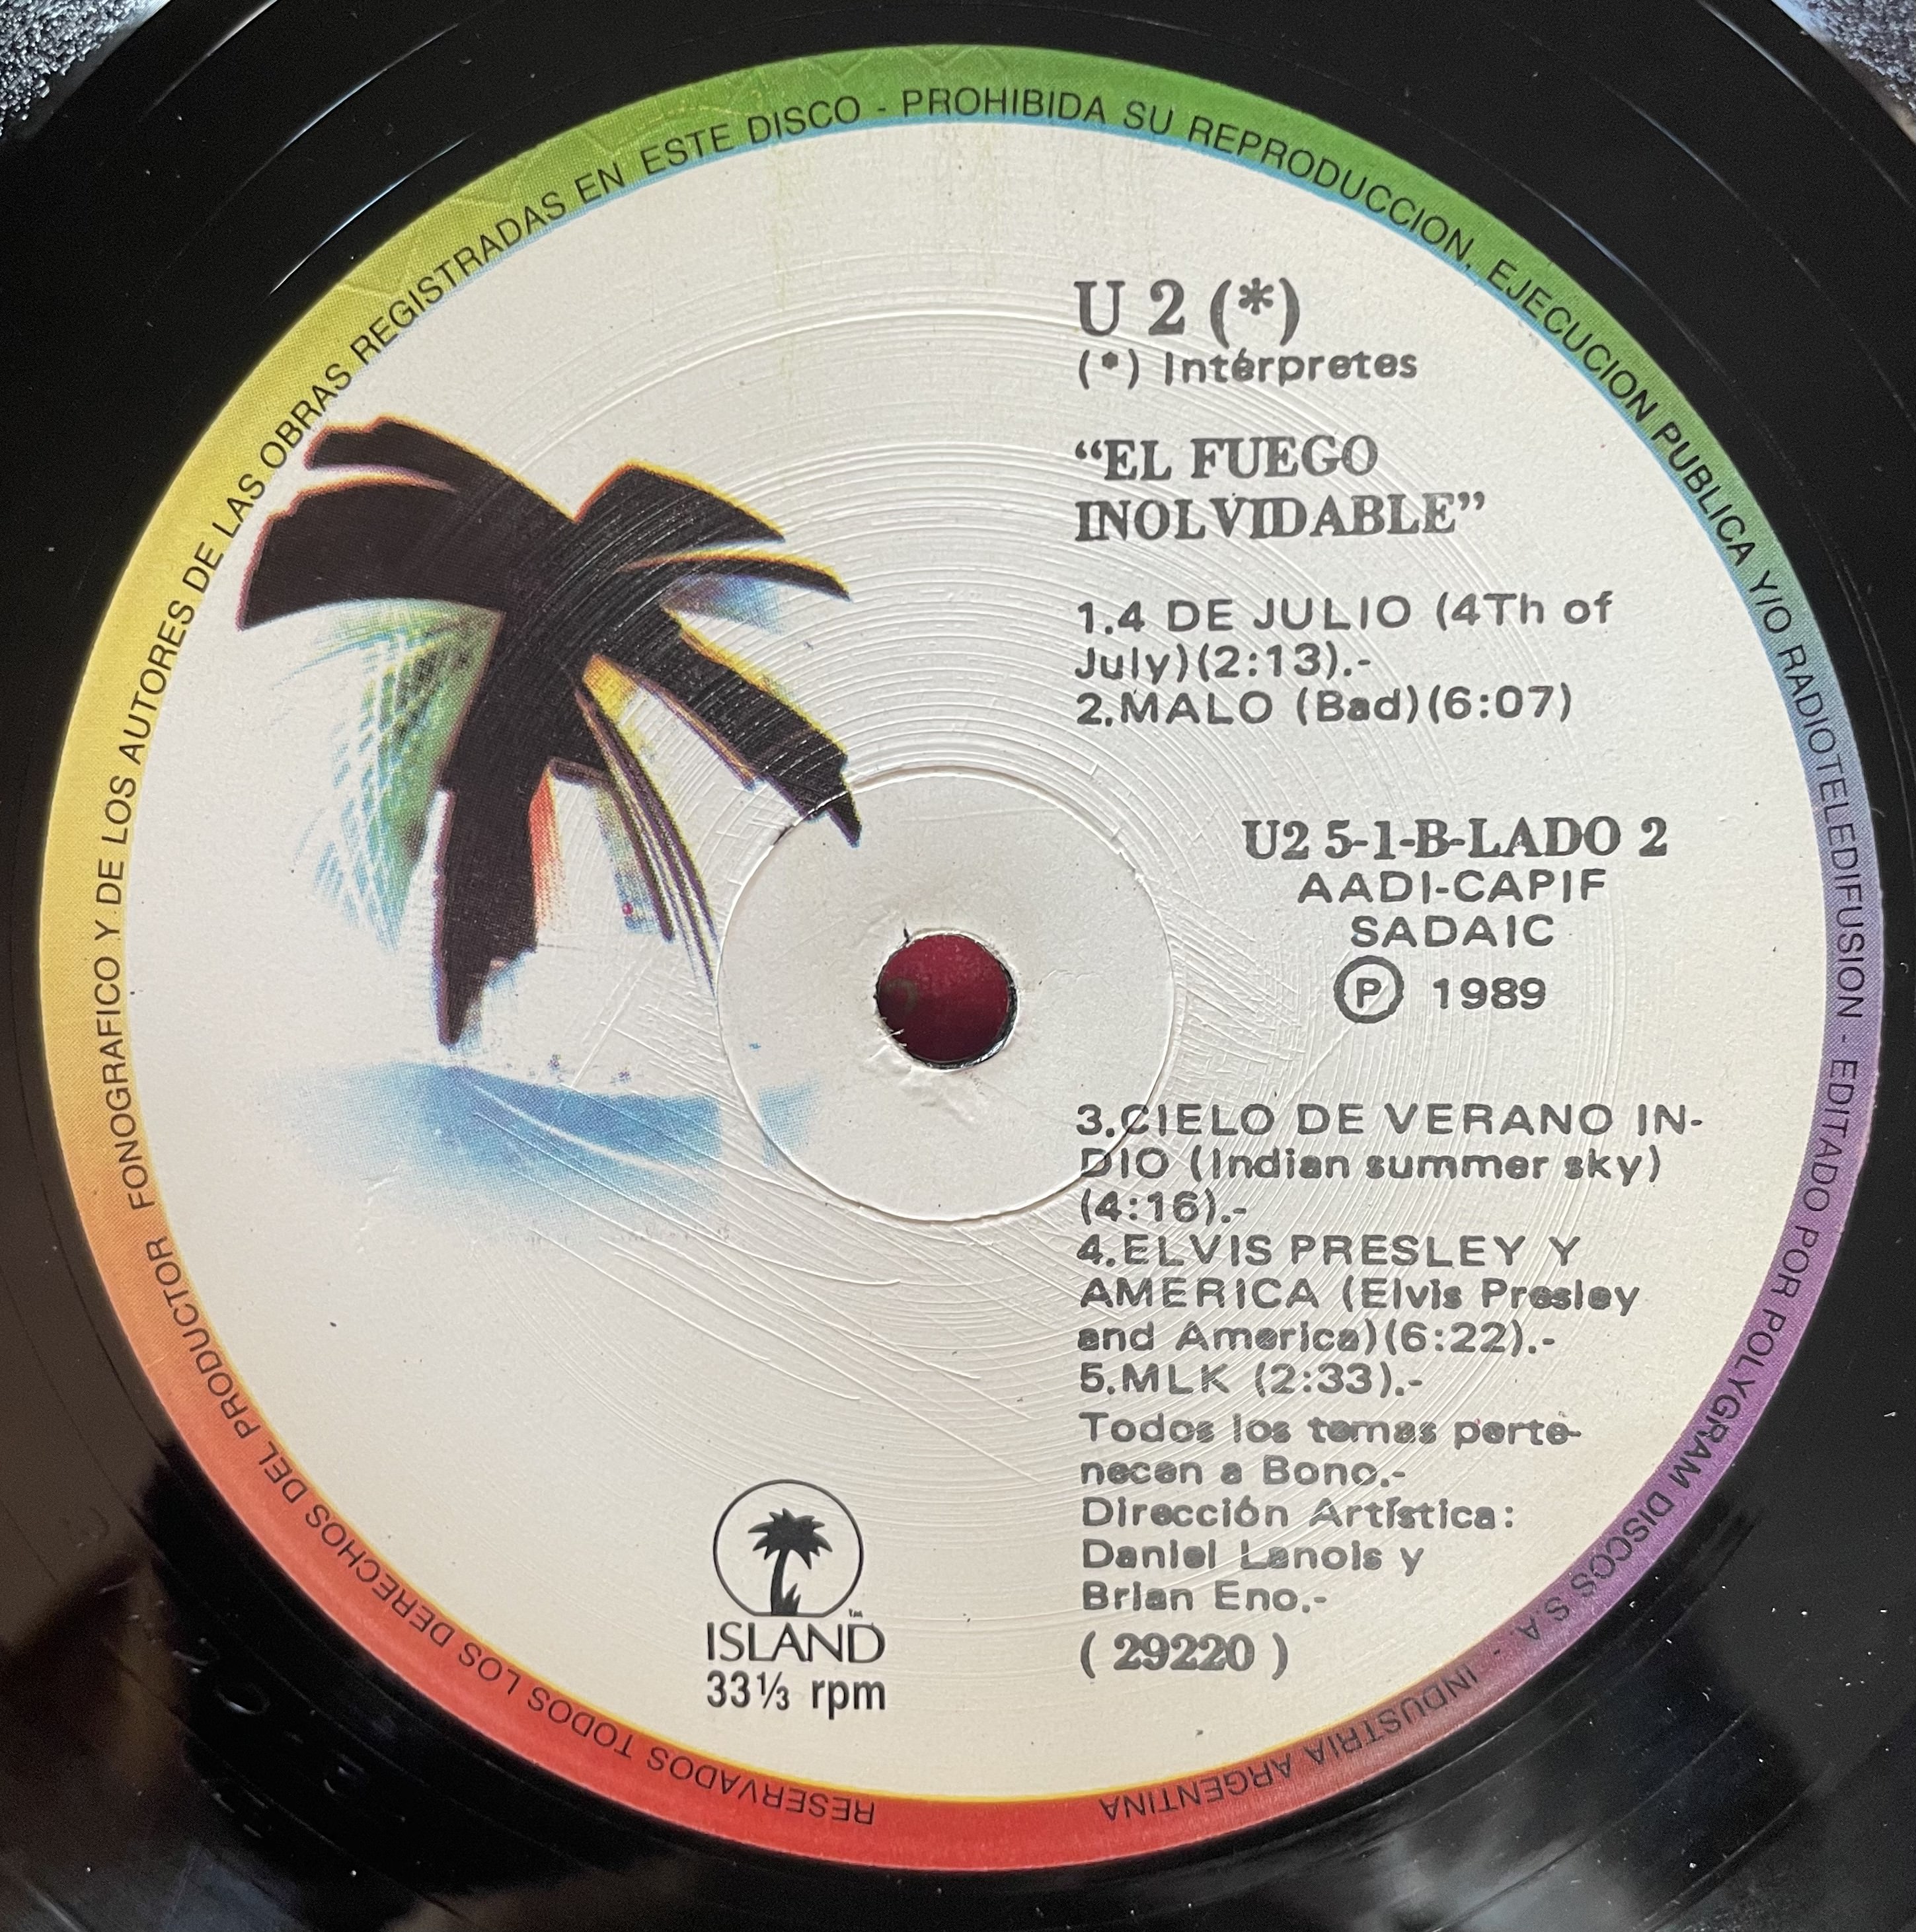 U 2 (*)
(*) Intérpretes
“EL FUEGO
INOLVIDABLE”
1.4 DE JULIO (4Th of
July)(2:13).-
2.MALO (Bad)(6:07)
U2 5-1-B-LADO 2
AADI-CAPIF
SADAIC
Ⓟ 1989
3.CIELO DE VERANO IN-
DIO (Indian summer sky)
(4:16).-
4.ELVIS PRESLEY Y
AMERICA (Elvis Presley
and America)(6:22).-
5.MLK (2:33).-
Todos los temas perte-
necen a Bono.-
Dirección Artística:
Daniel Lanois y
Brian Eno.-
( 29220 )
ISLAND™
33⅓ rpm
RESERVADOS TODOS LOS DERECHOS DEL PRODUCTOR FONOGRAFICO Y DE LOS AUTORES DE LAS OBRAS REGISTRADAS EN ESTE DISCO - PROHIBIDA SU REPRODUCCION, EJECUCION PUBLICA Y/O RADIOTELEDIFUSION - EDITADO POR POLYGRAM DISCOS S.A. - INDUSTRIA ARGENTINA